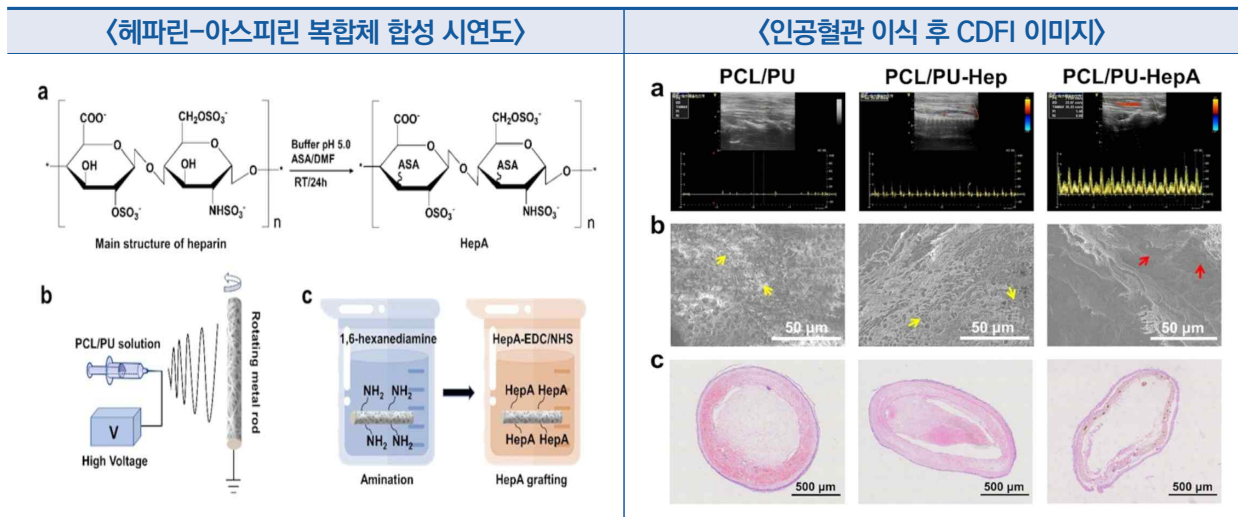 〈헤파린-아스피린 복합체 합성 시연도〉
〈인공혈관 이식 후 CDFI 이미지〉
a
COO⁻
OH
OSO₃⁻
O
CH₂OSO₃⁻
O
OH
NHSO₃⁻
O
n
Main structure of heparin
Buffer pH 5.0
ASA/DMF
RT/24h
COO⁻
ASA
OSO₃⁻
O
CH₂OSO₃⁻
O
ASA
NHSO₃⁻
O
n
HepA
b
PCL/PU solution
V
High Voltage
Rotating metal rod
c
1,6-hexanediamine
NH₂ NH₂
NH₂ NH₂
Amination
HepA-EDC/NHS
HepA HepA
HepA HepA
HepA grafting
PCL/PU PCL/PU-Hep PCL/PU-HepA
a
b
50 μm 50 μm 50 μm
c
500 μm 500 μm 500 μm